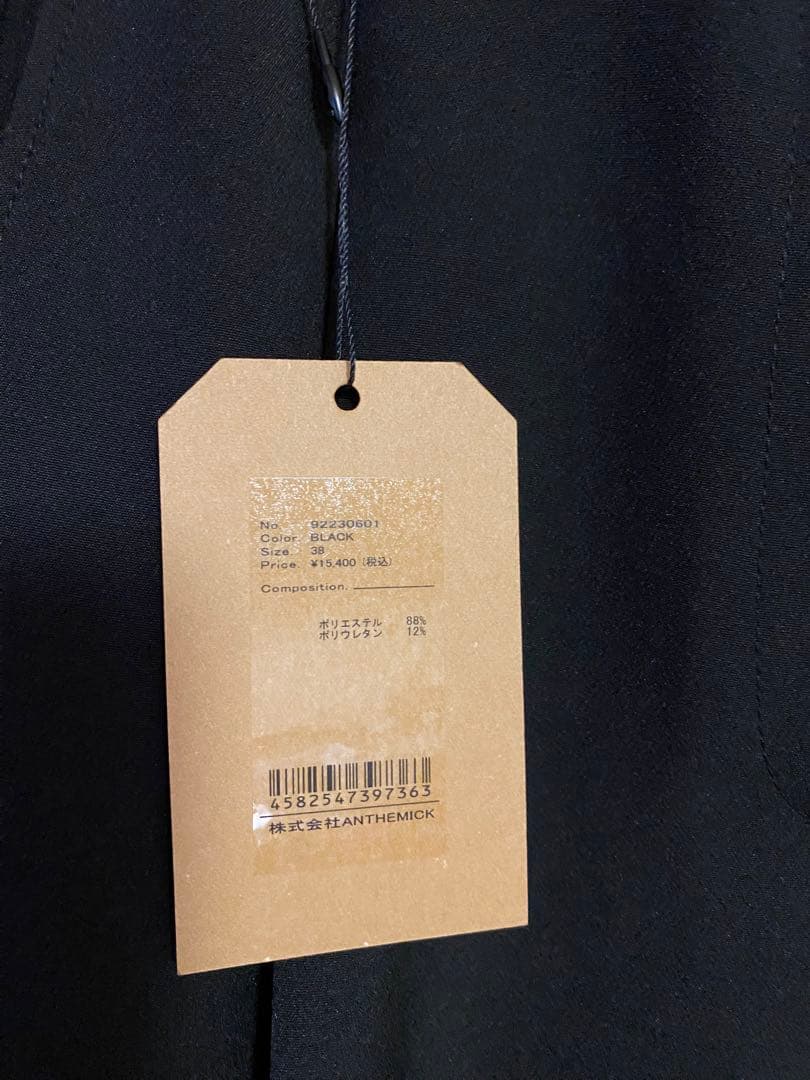 No. 92230601
Color. BLACK
Size. 38
Price. ¥15,400 (税込)
Composition.
ポリエステル 88%
ポリウレタン 12%
4582547397363
株式会社ANTHEMICK